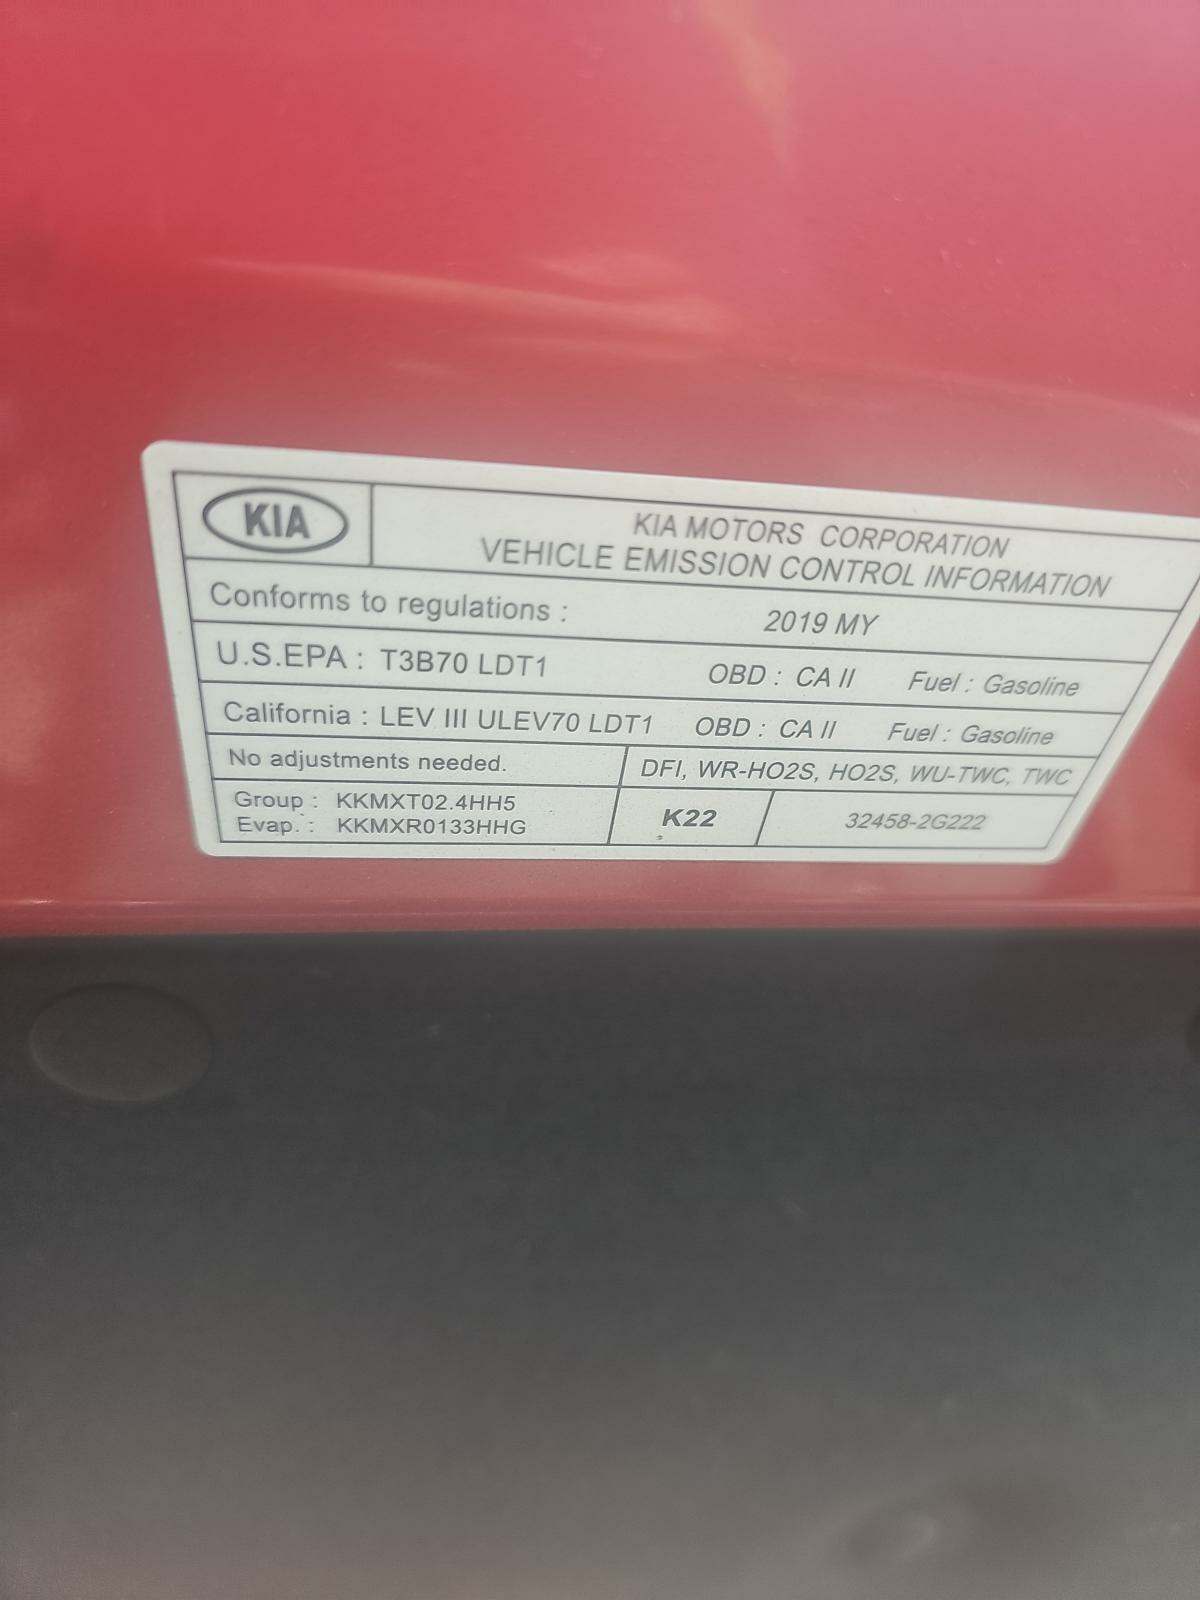 KIA
KIA MOTORS CORPORATION
VEHICLE EMISSION CONTROL INFORMATION
Conforms to regulations : 2019 MY
U.S.EPA : T3B70 LDT1 OBD : CA II Fuel : Gasoline
California : LEV III ULEV70 LDT1 OBD : CA II Fuel : Gasoline
No adjustments needed. DFI, WR-HO2S, HO2S, WU-TWC, TWC
Group : KKMXT02.4HH5
Evap. : KKMXR0133HHG
K22
32458-2G222